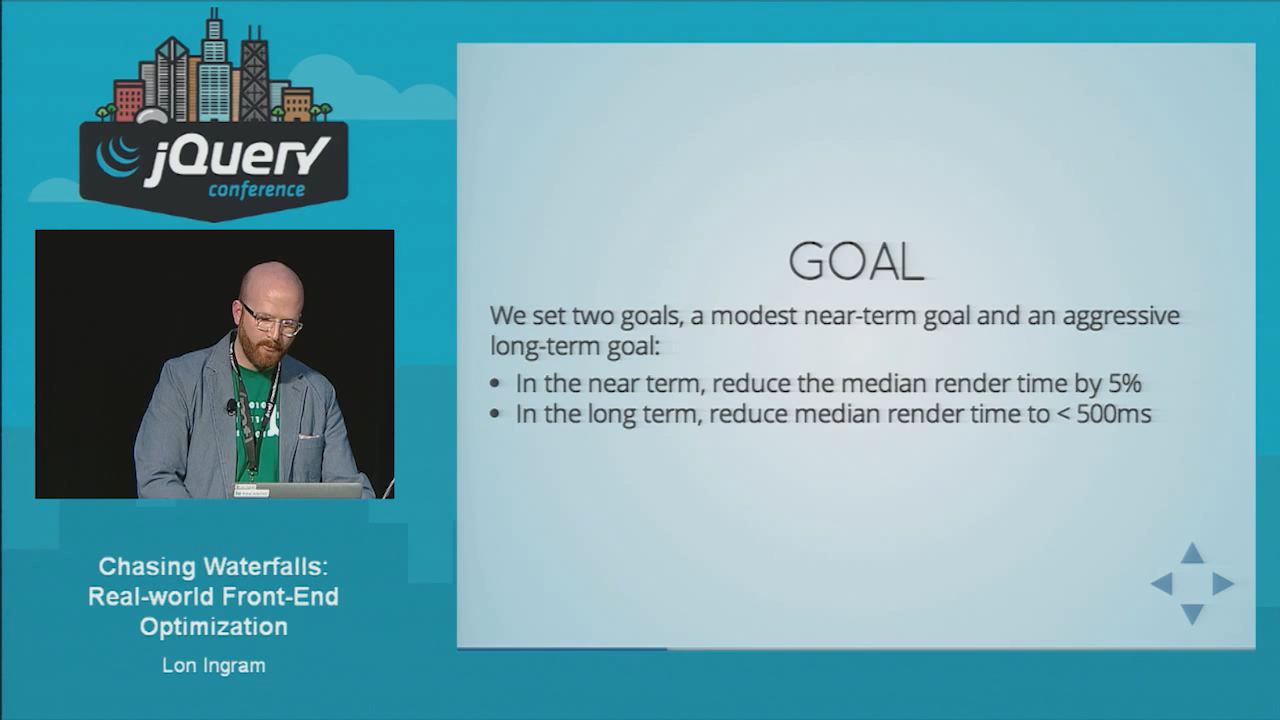 jQuery
conference
GOAL
We set two goals, a modest near-term goal and an aggressive
long-term goal:
• In the near term, reduce the median render time by 5%
• In the long term, reduce median render time to < 500ms
Chasing Waterfalls:
Real-world Front-End
Optimization
Lon Ingram